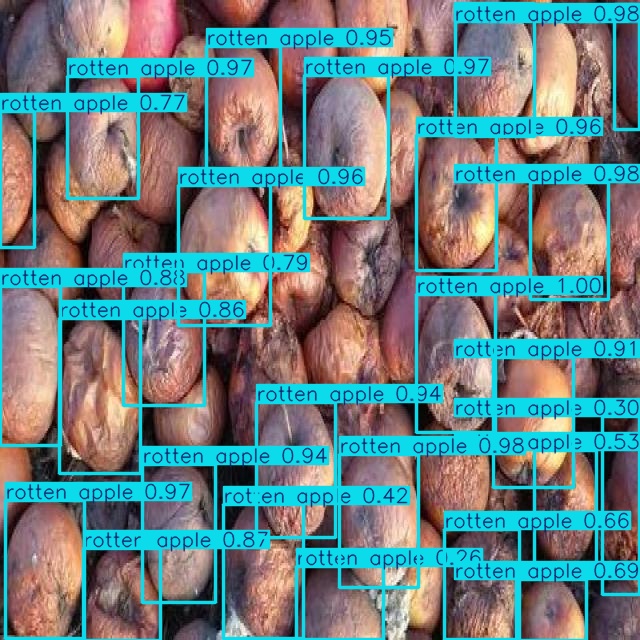 rotten apple 0.98
rotten apple 0.95
rotten apple 0.97
rotten apple 0.97
rotten apple 0.77
rotten apple 0.96
rotten apple 0.96
rotten apple 0.98
rotten apple 0.79
rotten apple 0.88
rotten apple 1.00
rotten apple 0.86
rotten apple 0.91
rotten apple 0.94
rotten apple 0.30
rotten apple 0.98
apple 0.53
rotten apple 0.94
rotten apple 0.97
rotten app 0.42
rotten apple 0.66
rotten apple 0.87
rotten apple 0.26
rotten apple 0.69